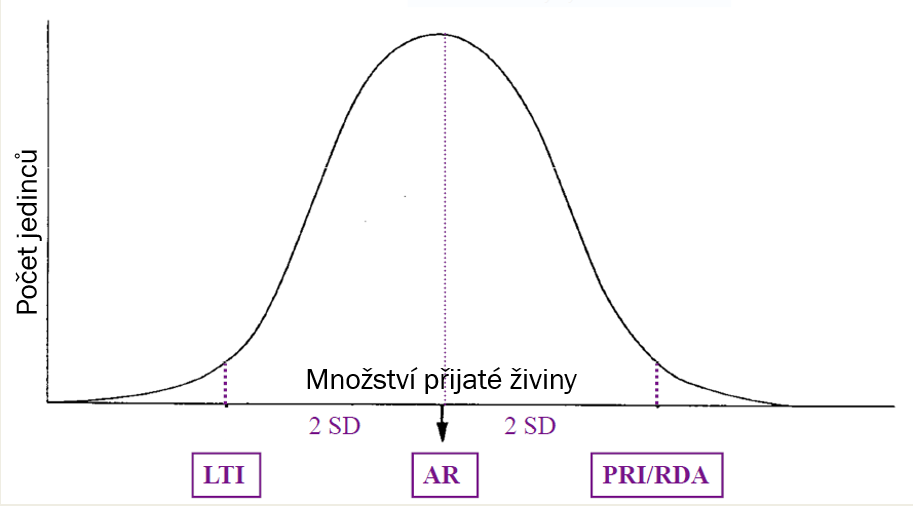 Počet jedinců
Množství přijaté živiny
2 SD
2 SD
LTI
AR
PRI/RDA